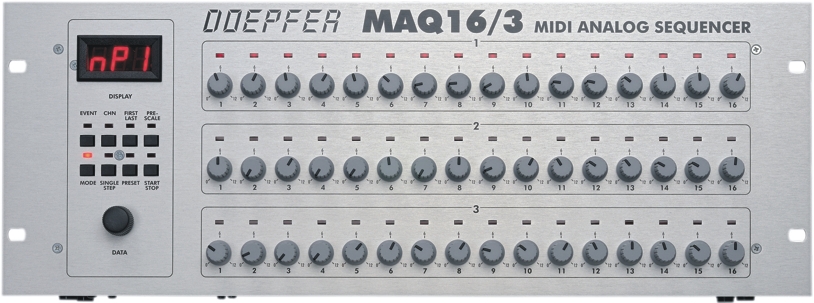 DOEPFER MAQ16/3 MIDI ANALOG SEQUENCER
nP1
DISPLAY
EVENT CHN FIRST LAST PRE-SCALE
MODE SINGLE STEP PRESET START STOP
DATA
1
1 2 3 4 5 6 7 8 9 10 11 12 13 14 15 16
2
1 2 3 4 5 6 7 8 9 10 11 12 13 14 15 16
3
1 2 3 4 5 6 7 8 9 10 11 12 13 14 15 16